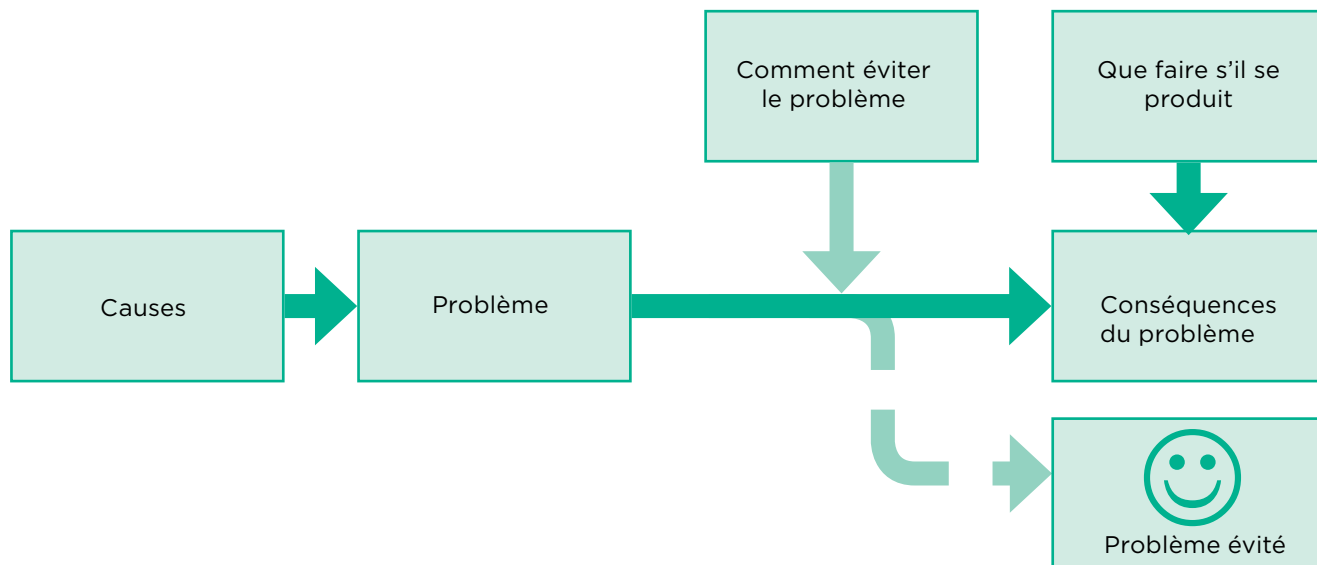 Comment éviter
le problème
Que faire s'il se
produit
Causes
Problème
Conséquences
du problème
Problème évité